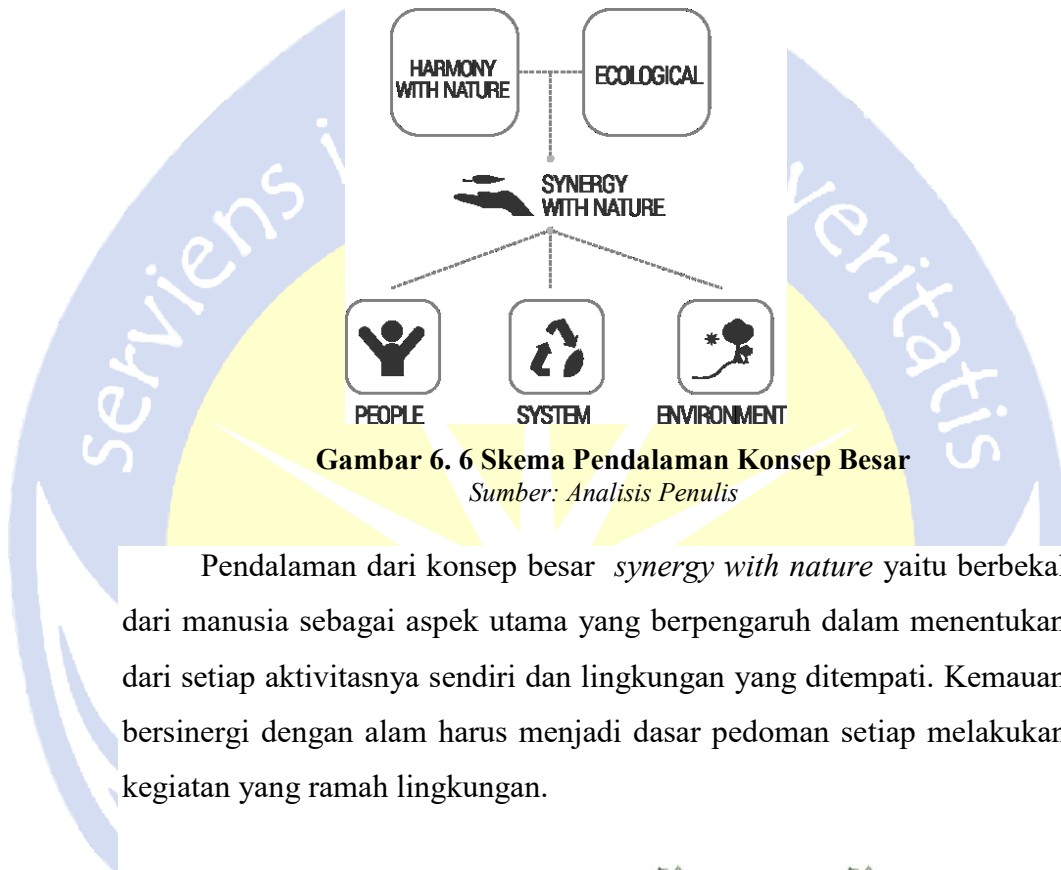 HARMONY
WITH NATURE
ECOLOGICAL
SYNERGY
WITH NATURE
PEOPLE
SYSTEM
ENVIRONMENT
Gambar 6. 6 Skema Pendalaman Konsep Besar
Sumber: Analisis Penulis
Pendalaman dari konsep besar synergy with nature yaitu berbekal
dari manusia sebagai aspek utama yang berpengaruh dalam menentukan
dari setiap aktivitasnya sendiri dan lingkungan yang ditempati. Kemauan
bersinergi dengan alam harus menjadi dasar pedoman setiap melakukan
kegiatan yang ramah lingkungan.
serviens i
veritatis